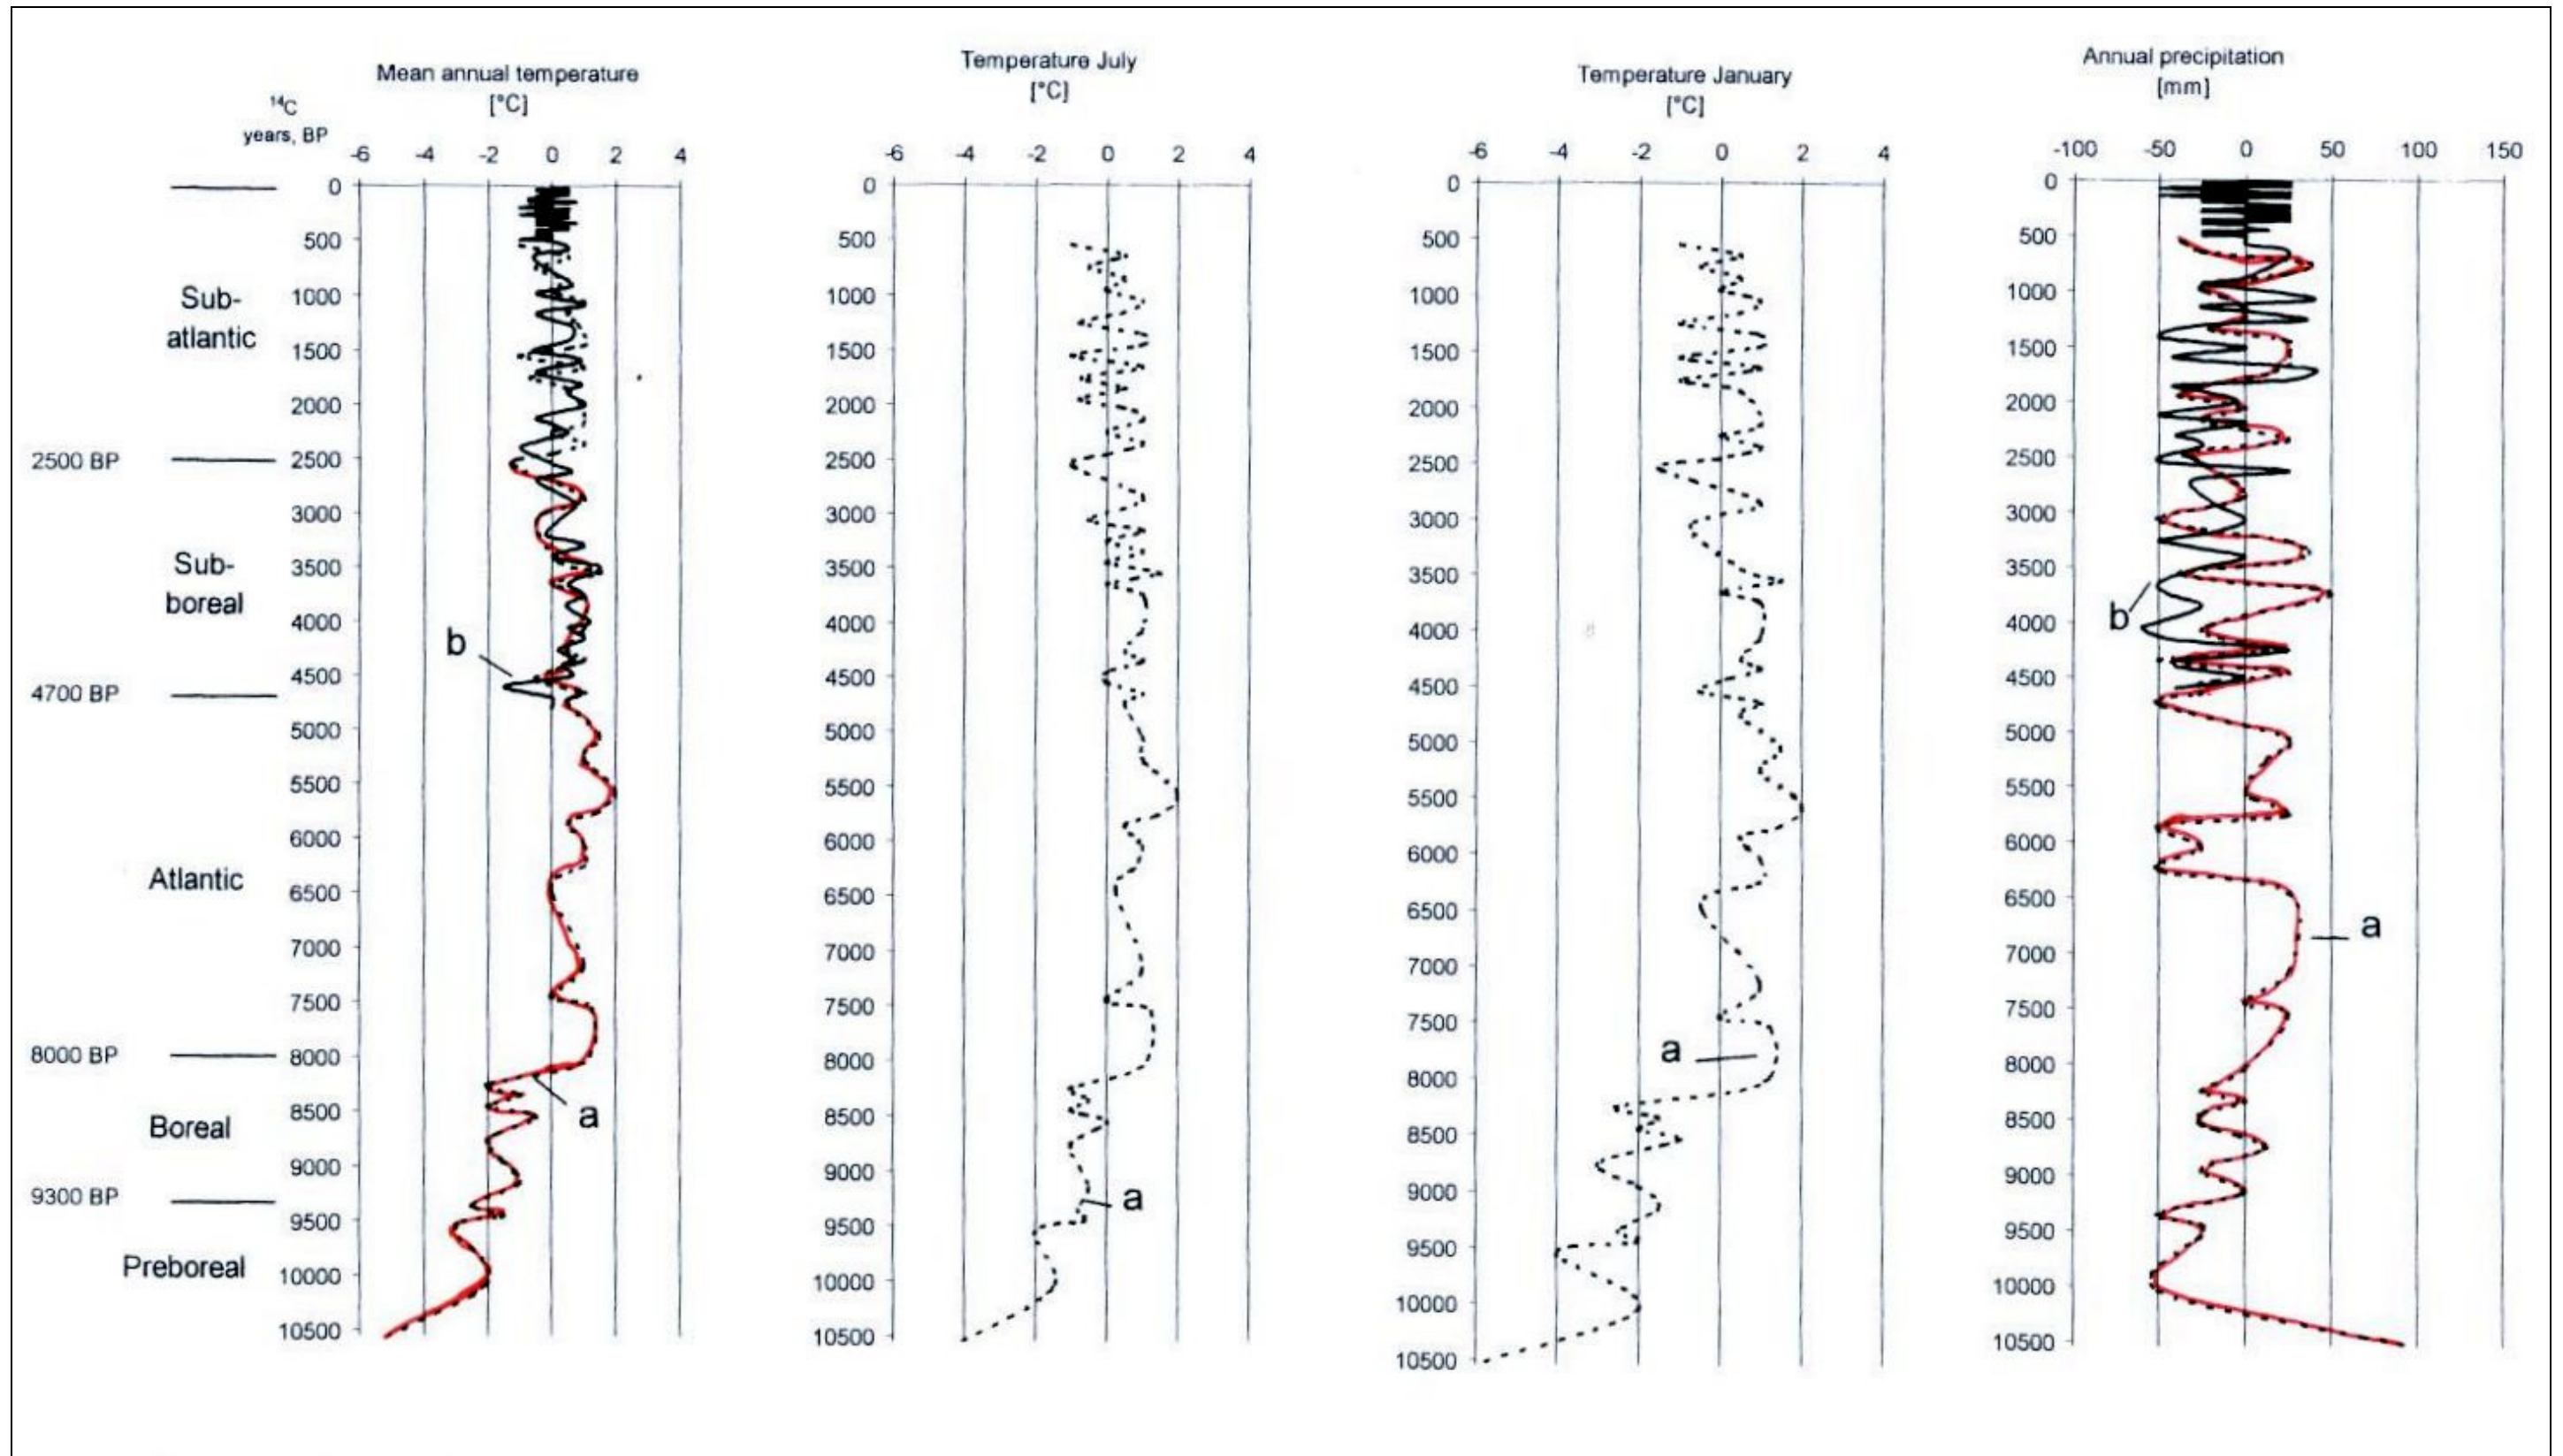 Mean annual temperature
[°C]
Temperature July
[°C]
Temperature January
[°C]
Annual precipitation
[mm]
14C
years, BP
-6 -4 -2 0 2 4
-6 -4 -2 0 2 4
-6 -4 -2 0 2 4
-100 -50 0 50 100 150
0 0 0 0
500 500 500 500
Sub-
atlantic
1000 1000 1000 1000
1500 1500 1500 1500
2000 2000 2000 2000
2500 BP 2500 2500 2500 2500
3000 3000 3000 3000
Sub-
boreal
3500 3500 3500 3500
b
b
4000 4000 4000 4000
4500 4500 4500 4500
4700 BP
5000 5000 5000 5000
5500 5500 5500 5500
6000 6000 6000 6000
Atlantic
6500 6500 6500 6500
a
7000 7000 7000 7000
7500 7500 7500 7500
a
8000 BP 8000 8000 8000 8000
a
Boreal
8500 8500 8500 8500
9000 9000 9000 9000
9300 BP
a
9500 9500 9500 9500
Preboreal
10000 10000 10000 10000
10500 10500 10500 10500